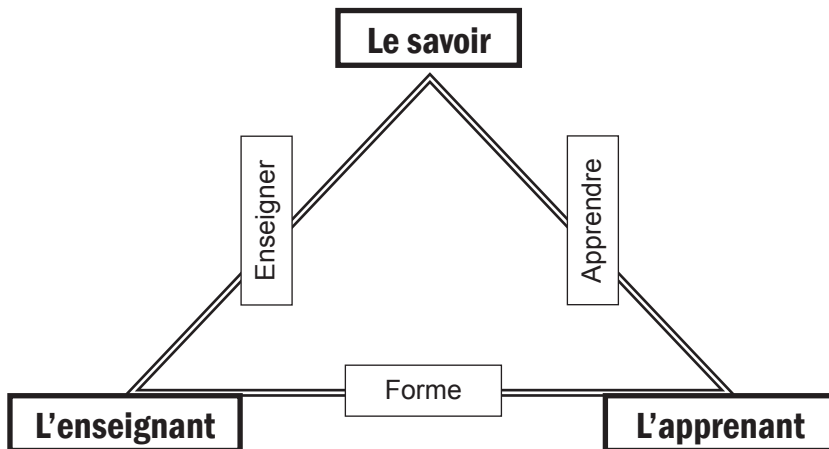 Le savoir
Enseigner
Apprendre
Forme
L'enseignant
L'apprenant